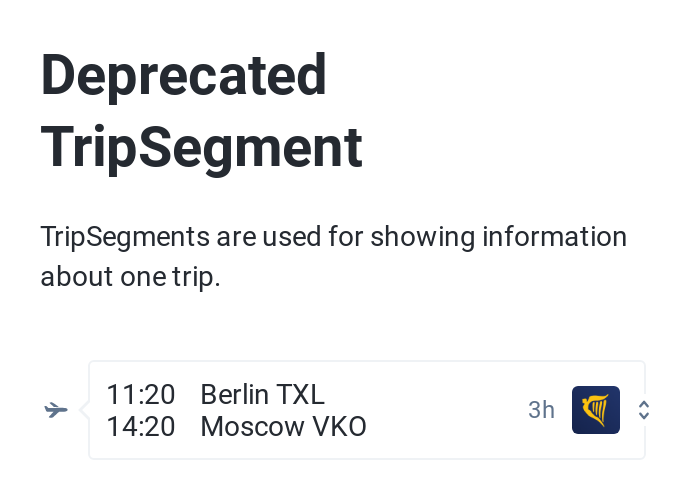 Deprecated
TripSegment
TripSegments are used for showing information
about one trip.
11:20 Berlin TXL
14:20 Moscow VKO
3h